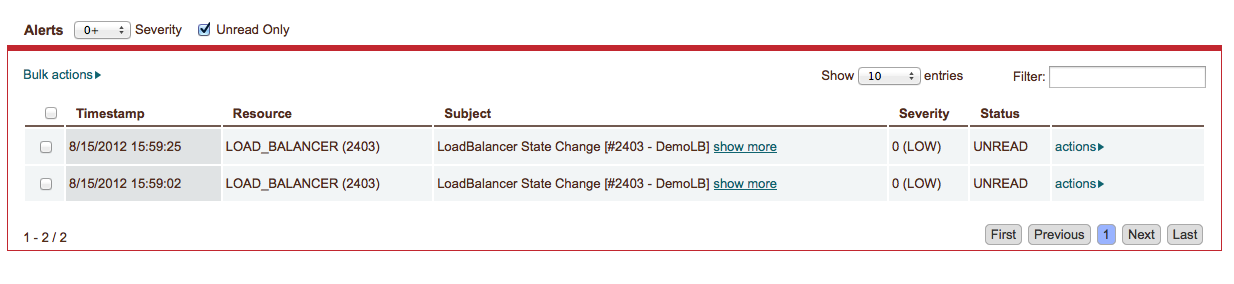 Alerts 0+ Severity Unread Only
Bulk actions Show 10 entries Filter:
Timestamp Resource Subject Severity Status
8/15/2012 15:59:25 LOAD_BALANCER (2403) LoadBalancer State Change [#2403 - DemoLB] show more 0 (LOW) UNREAD actions
8/15/2012 15:59:02 LOAD_BALANCER (2403) LoadBalancer State Change [#2403 - DemoLB] show more 0 (LOW) UNREAD actions
1 - 2 / 2 First Previous 1 Next Last